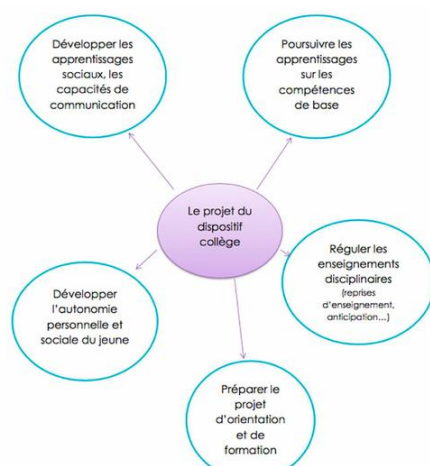 Développer les
apprentissages
sociaux, les
capacités de
communication
Poursuivre les
apprentissages
sur les
compétences
de base
Le projet du
dispositif
collège
Réguler les
enseignements
disciplinaires
(reprises
d'enseignement,
anticipation...)
Développer
l'autonomie
personnelle et
sociale du jeune
Préparer le
projet
d'orientation
et de
formation